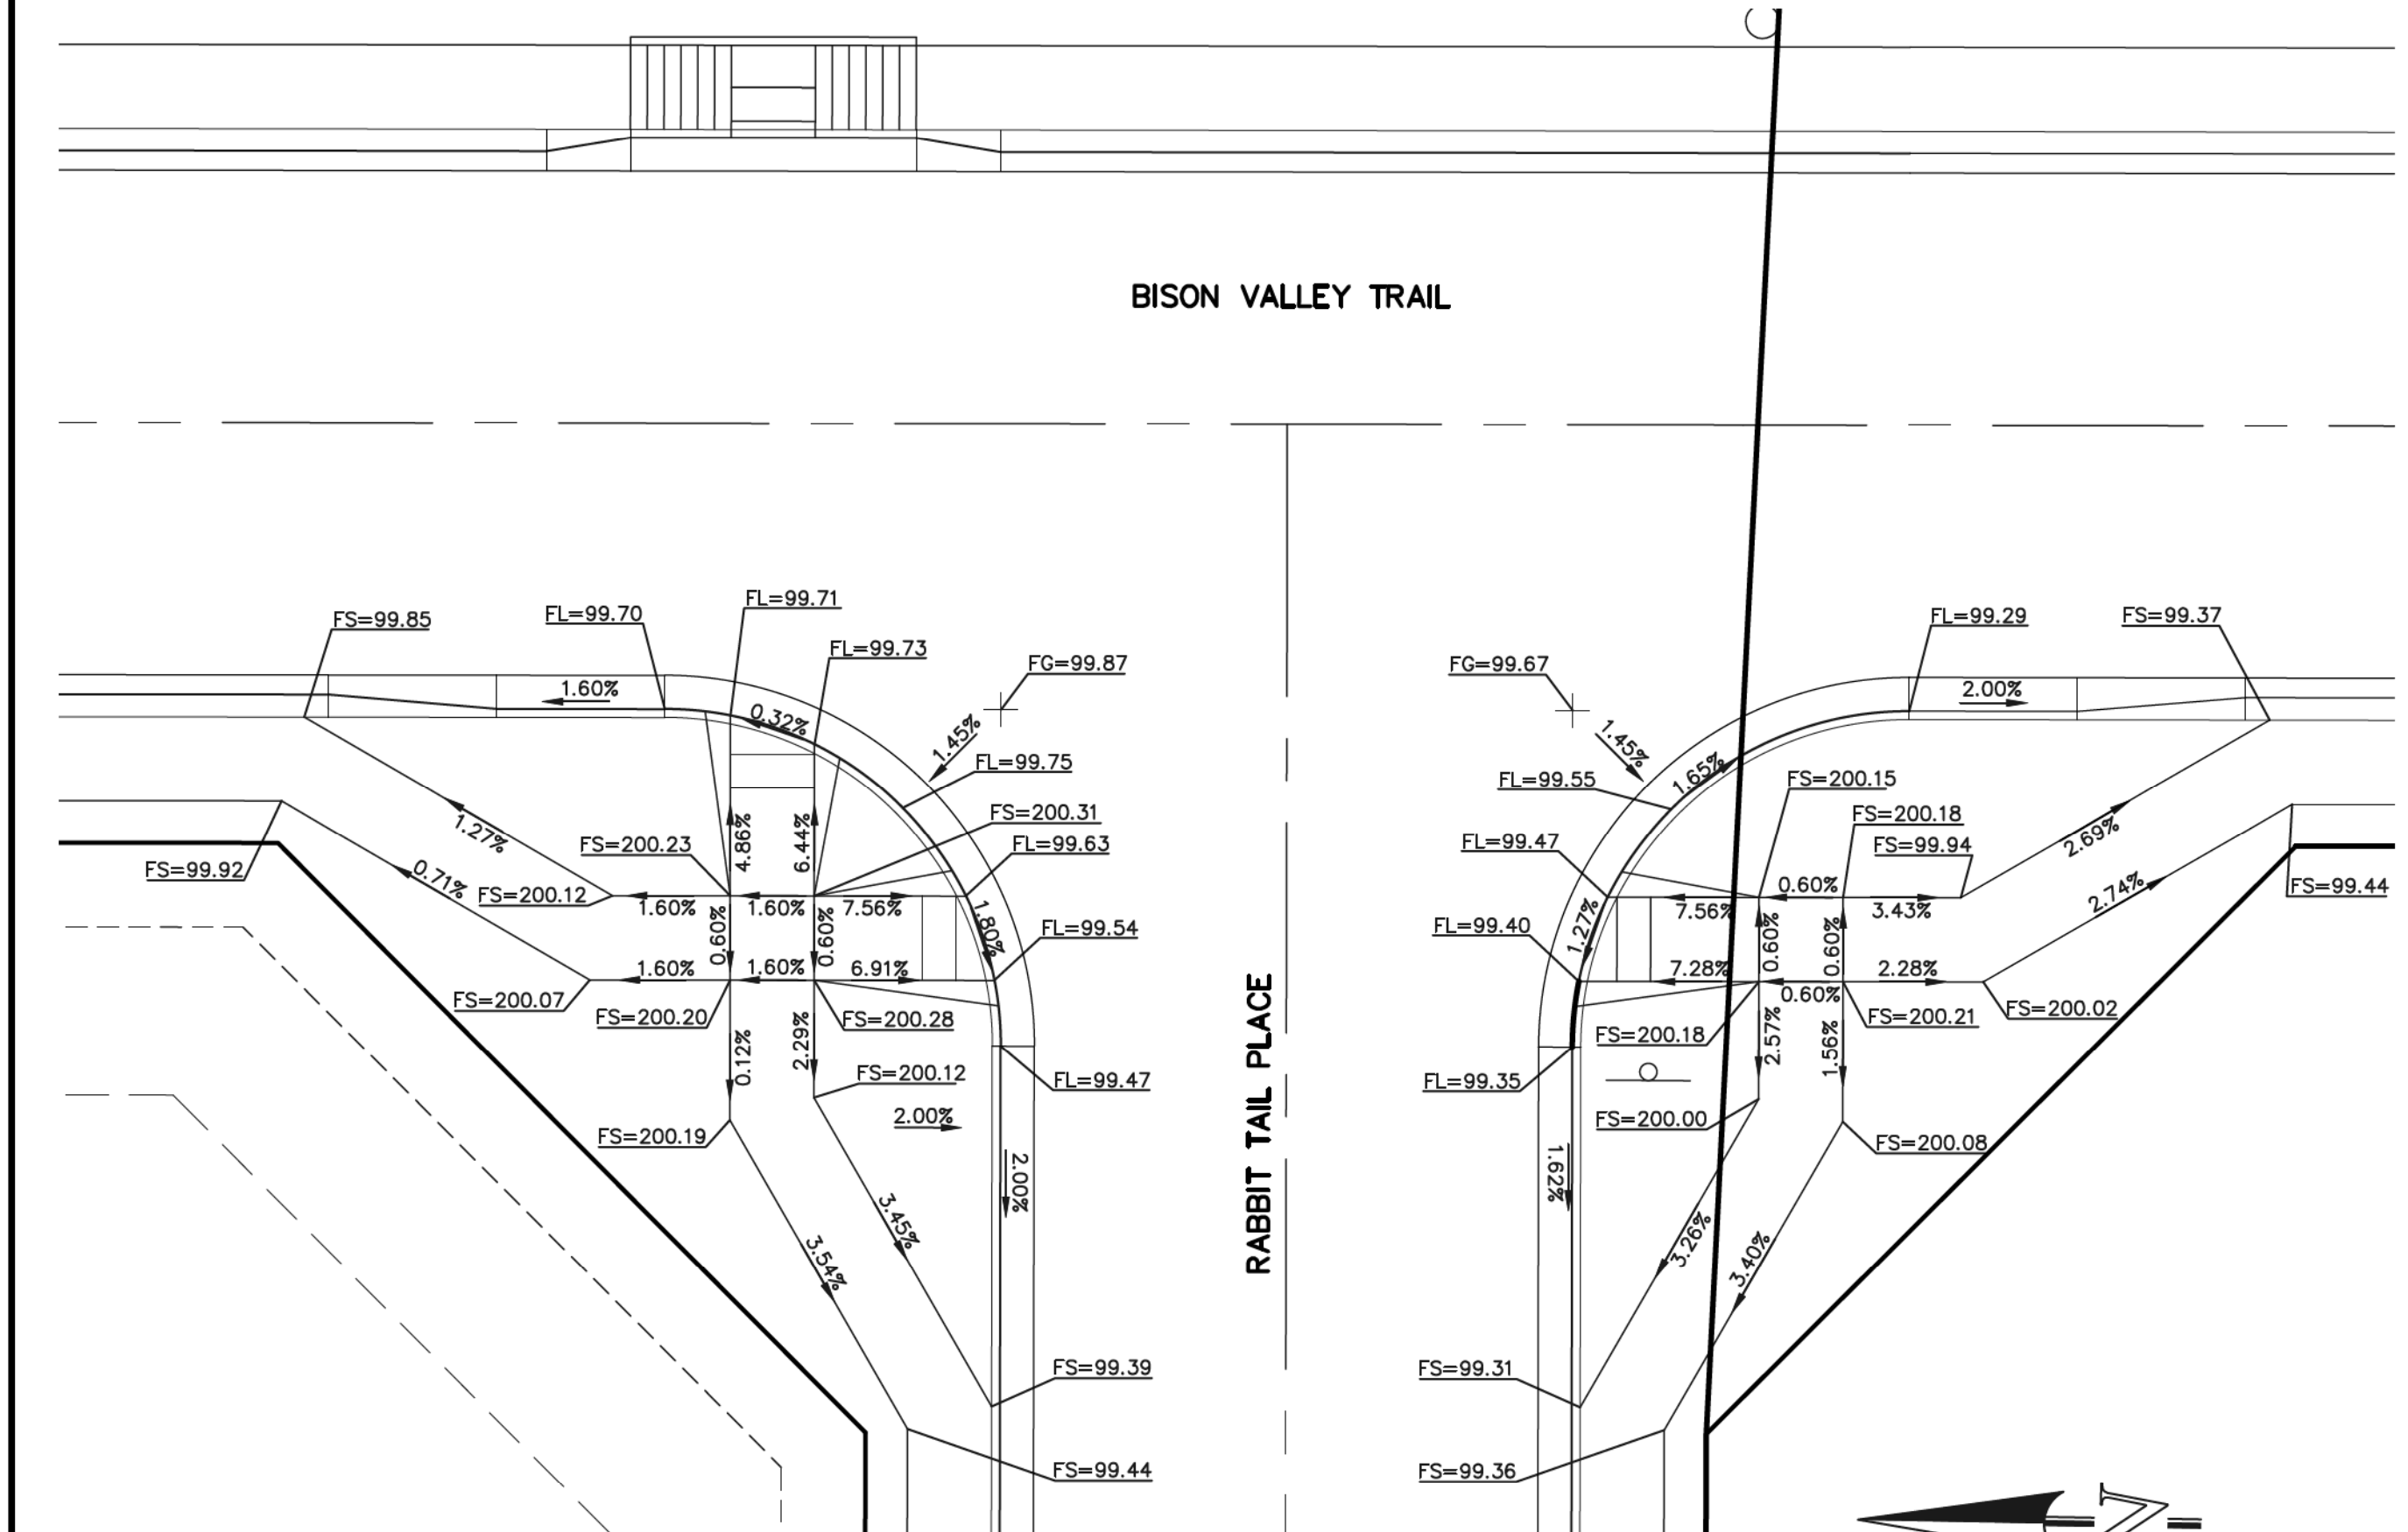 BISON VALLEY TRAIL
FL=99.71
FS=99.85
FL=99.70
FL=99.73
FG=99.87
FG=99.67
FL=99.29
FS=99.37
1.60%
0.32%
1.45%
1.45%
2.00%
FL=99.75
FL=99.55
1.65%
FS=200.15
FS=200.31
FS=200.18
1.27%
FS=200.23
4.86%
6.44%
FL=99.63
FL=99.47
FS=99.94
2.69%
FS=99.92
0.71%
FS=200.12
1.60%
1.60%
7.56%
7.56%
0.60%
3.43%
2.74%
FS=99.44
0.60%
0.60%
1.80%
FL=99.54
FL=99.40
1.27%
0.60%
0.60%
1.60%
1.60%
6.91%
7.28%
0.60%
2.28%
FS=200.07
FS=200.20
FS=200.28
FS=200.18
FS=200.21
FS=200.02
0.12%
2.29%
2.57%
1.56%
FS=200.12
FL=99.47
FL=99.35
2.00%
FS=200.19
FS=200.00
FS=200.08
2.00%
1.62%
RABBIT TAIL PLACE
3.54%
3.45%
3.26%
3.40%
FS=99.39
FS=99.31
FS=99.44
FS=99.36
N